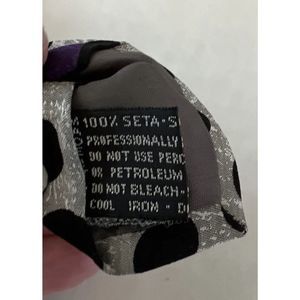 100% SETA-S
PROFESSIONALLY
DO NOT USE PERC
OR PETROLEUM
DO NOT BLEACH-
COOL IRON - D